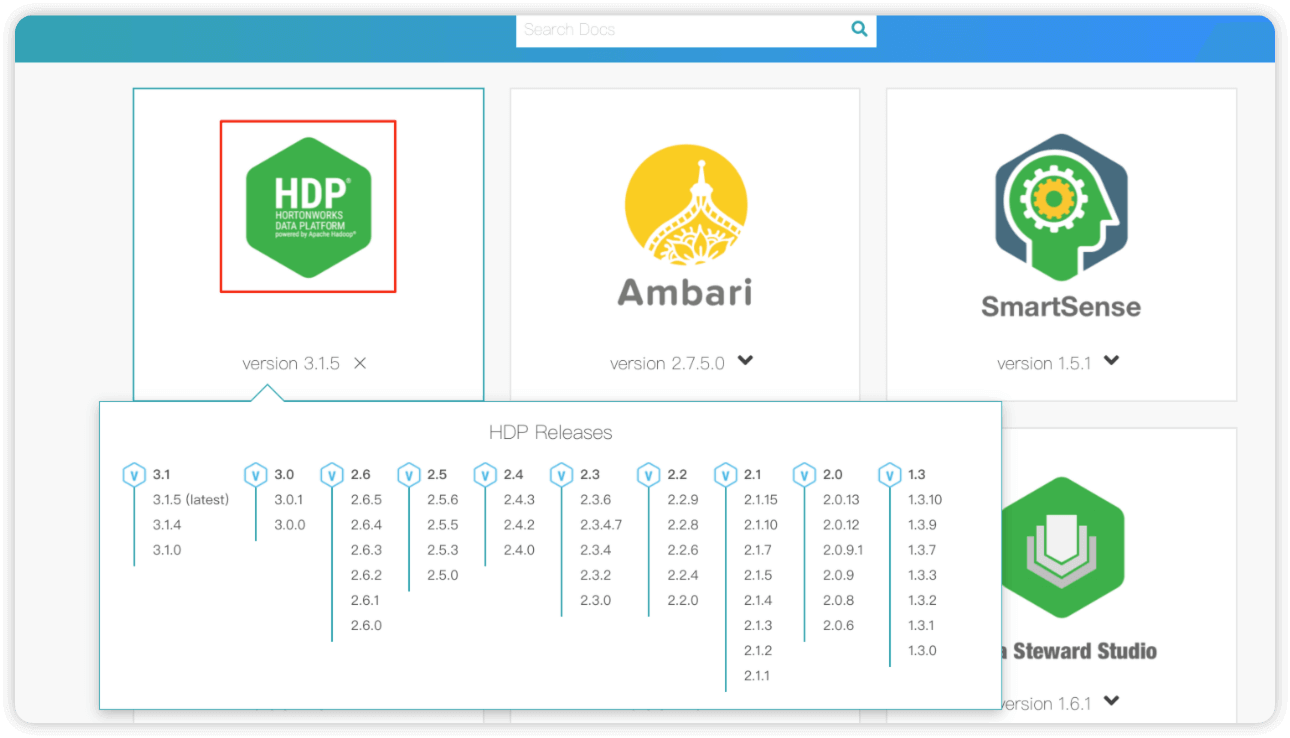 Search Docs
HDP®
HORTONWORKS
DATA PLATFORM
powered by Apache Hadoop®
version 3.1.5
Ambari
version 2.7.5.0
SmartSense
version 1.5.1
HDP Releases
V 3.1
3.1.5 (latest)
3.1.4
3.1.0
V 3.0
3.0.1
3.0.0
V 2.6
2.6.5
2.6.4
2.6.3
2.6.2
2.6.1
2.6.0
V 2.5
2.5.6
2.5.5
2.5.3
2.5.0
V 2.4
2.4.3
2.4.2
2.4.0
V 2.3
2.3.6
2.3.4.7
2.3.4
2.3.2
2.3.0
V 2.2
2.2.9
2.2.8
2.2.6
2.2.4
2.2.0
V 2.1
2.1.15
2.1.10
2.1.7
2.1.5
2.1.4
2.1.3
2.1.2
2.1.1
V 2.0
2.0.13
2.0.12
2.0.9.1
2.0.9
2.0.8
2.0.6
V 1.3
1.3.10
1.3.9
1.3.7
1.3.3
1.3.2
1.3.1
1.3.0
a Steward Studio
version 1.6.1